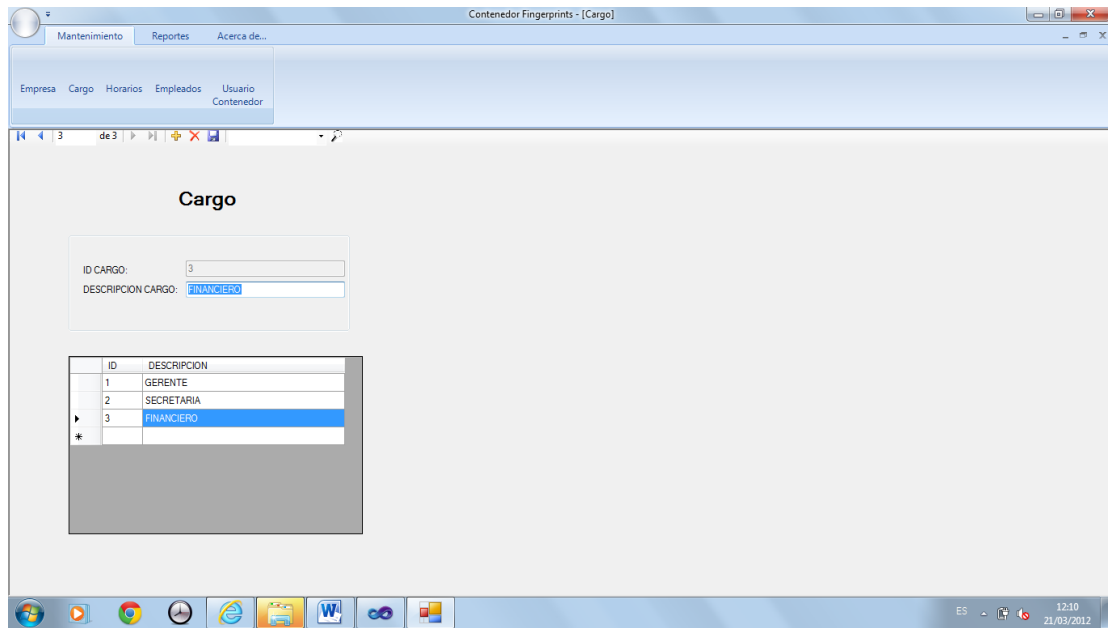 Contenedor Fingerprints - [Cargo]
Mantenimiento Reportes Acerca de...
Empresa Cargo Horarios Empleados Usuario Contenedor
3 de 3
Cargo
ID CARGO: 3
DESCRIPCION CARGO: FINANCIERO
ID DESCRIPCION
1 GERENTE
2 SECRETARIA
3 FINANCIERO
ES 12:10
21/03/2012